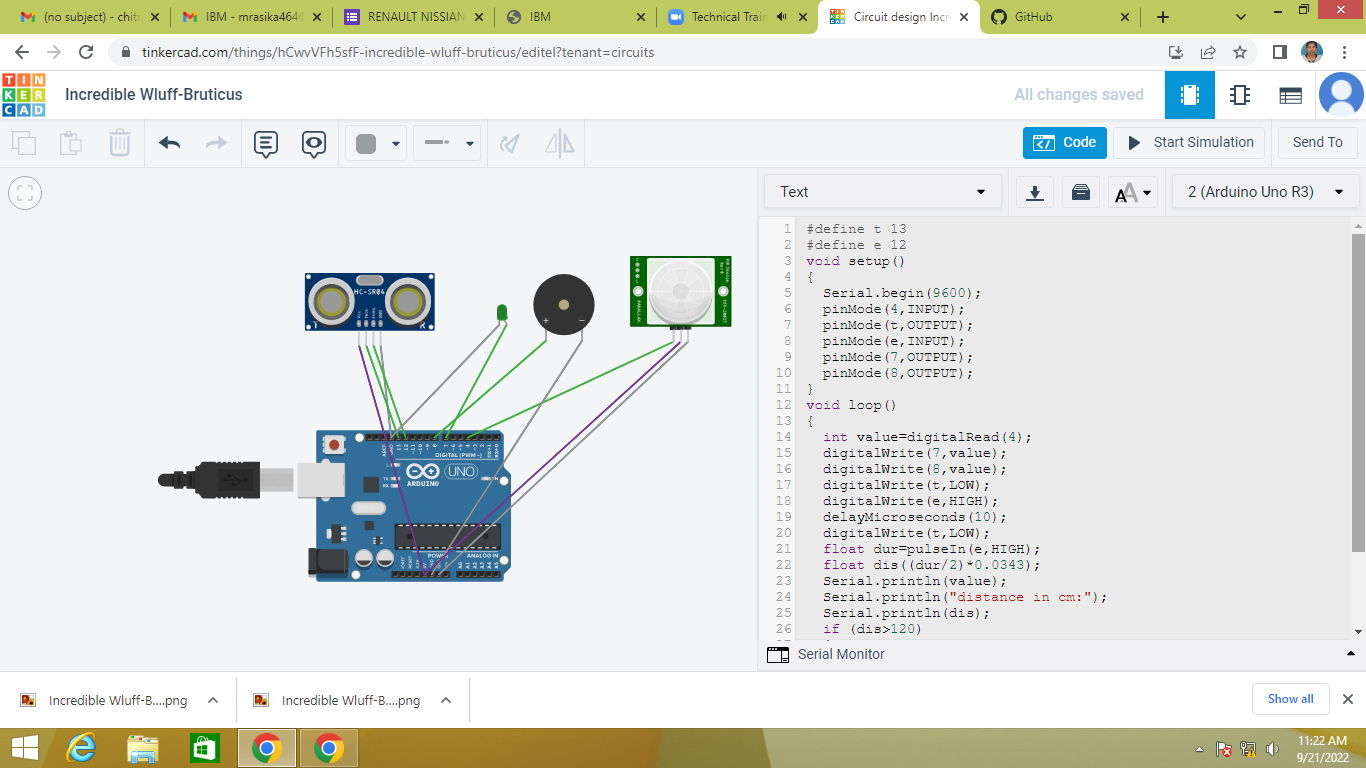 (no subject) - chitr
IBM - mrasika464
RENAULT NISSIAN
IBM
Technical Train
Circuit design Incr
GitHub
tinkercad.com/things/hCwvVFh5sfF-incredible-wluff-bruticus/editel?tenant=circuits
TIN
KER
CAD
Incredible Wluff-Bruticus
All changes saved
Code
Start Simulation
Send To
Text
2 (Arduino Uno R3)
1 #define t 13
2 #define e 12
3 void setup()
4 {
5 Serial.begin(9600);
6 pinMode(4,INPUT);
7 pinMode(t,OUTPUT);
8 pinMode(e,INPUT);
9 pinMode(7,OUTPUT);
10 pinMode(8,OUTPUT);
11 }
12 void loop()
13 {
14 int value=digitalRead(4);
15 digitalWrite(7,value);
16 digitalWrite(8,value);
17 digitalWrite(t,LOW);
18 digitalWrite(e,HIGH);
19 delayMicroseconds(10);
20 digitalWrite(t,LOW);
21 float dur=pulseIn(e,HIGH);
22 float dis((dur/2)*0.0343);
23 Serial.println(value);
24 Serial.println("distance in cm:");
25 Serial.println(dis);
26 if (dis>120)
HC-SR04
T
R
DIGITAL (PWM~)
UNO
ARDUINO
POWER
ANALOG IN
Serial Monitor
Incredible Wluff-B....png
Incredible Wluff-B....png
Show all
11:22 AM
9/21/2022